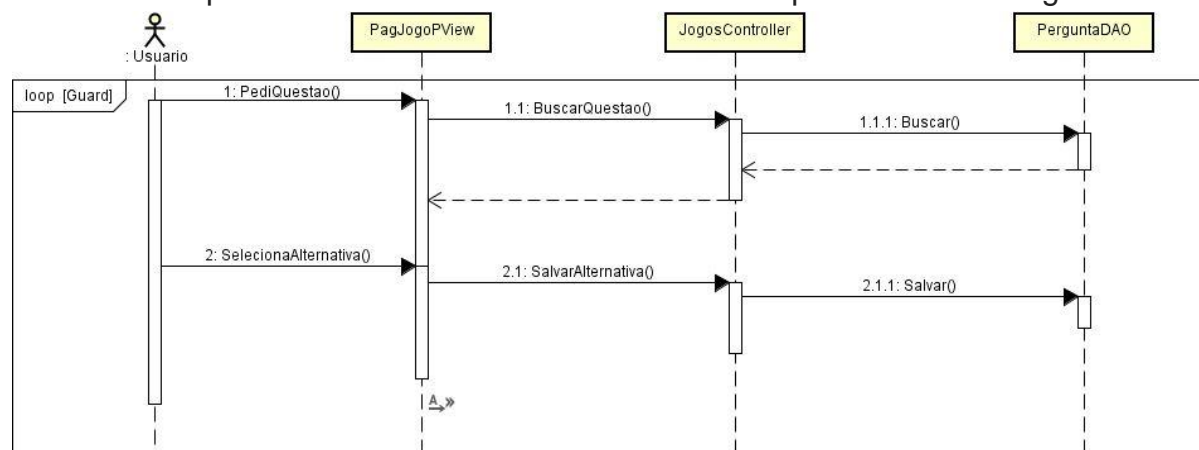 PagJogoPView
JogosController
PerguntaDAO
: Usuario
loop [Guard]
1: PediQuestao()
1.1: BuscarQuestao()
1.1.1: Buscar()
2: SelecionaAlternativa()
2.1: SalvarAlternativa()
2.1.1: Salvar()
A